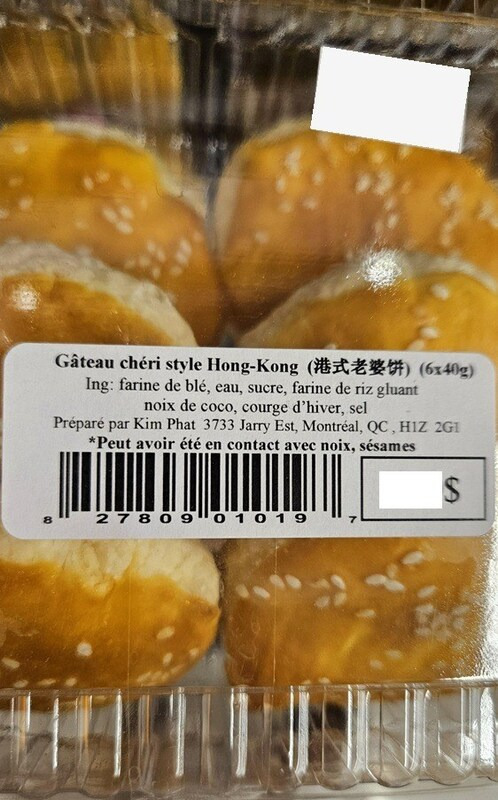 Gâteau chéri style Hong-Kong (港式老婆饼) (6x40g)
Ing: farine de blé, eau, sucre, farine de riz gluant
noix de coco, courge d'hiver, sel
Préparé par Kim Phat 3733 Jarry Est, Montréal, QC , H1Z 2G1
*Peut avoir été en contact avec noix, sésames
$
8 27809 01019 7